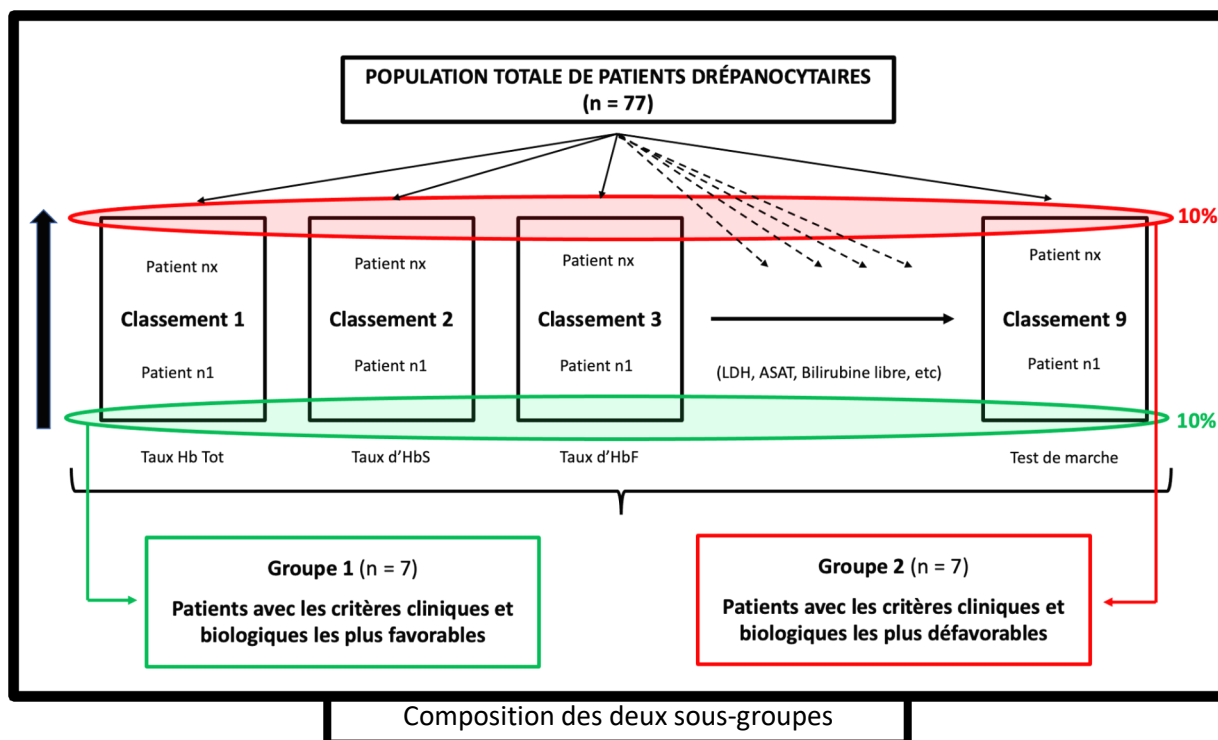 POPULATION TOTALE DE PATIENTS DRÉPANOCYTAIRES
(n = 77)
10%
Patient nx
Patient nx
Patient nx
Patient nx
Classement 1
Classement 2
Classement 3
Classement 9
Patient n1
Patient n1
Patient n1
(LDH, ASAT, Bilirubine libre, etc)
Patient n1
10%
Taux Hb Tot
Taux d’HbS
Taux d’HbF
Test de marche
Groupe 1 (n = 7)
Patients avec les critères cliniques et
biologiques les plus favorables
Groupe 2 (n = 7)
Patients avec les critères cliniques et
biologiques les plus défavorables
Composition des deux sous-groupes